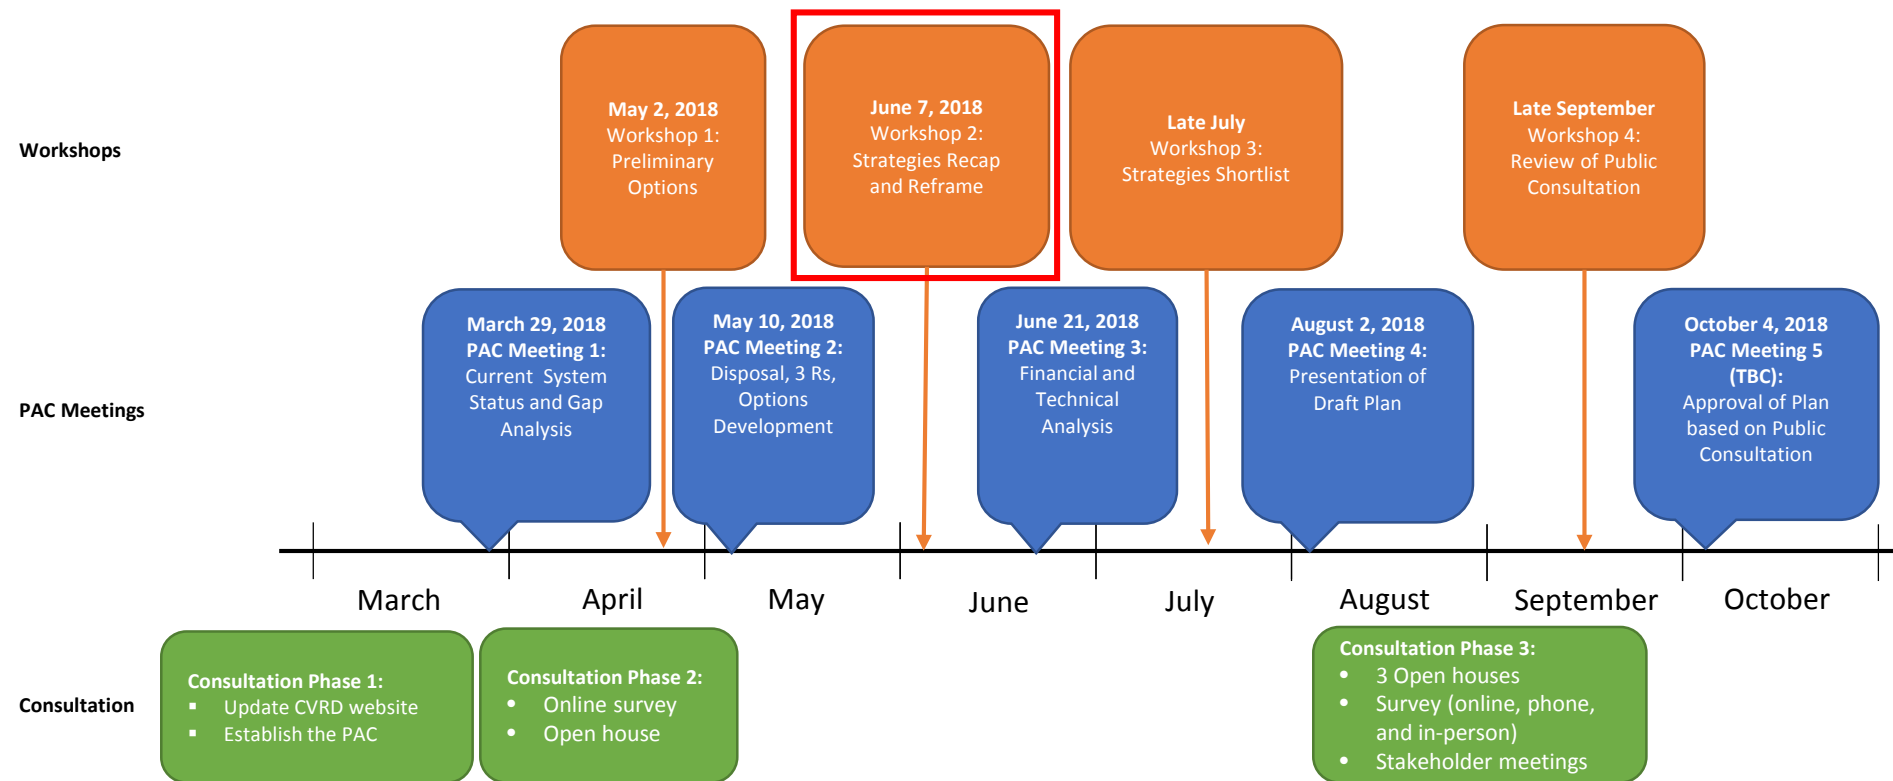 Workshops
May 2, 2018
Workshop 1:
Preliminary
Options
June 7, 2018
Workshop 2:
Strategies Recap
and Reframe
Late July
Workshop 3:
Strategies Shortlist
Late September
Workshop 4:
Review of Public
Consultation
PAC Meetings
March 29, 2018
PAC Meeting 1:
Current System
Status and Gap
Analysis
May 10, 2018
PAC Meeting 2:
Disposal, 3 Rs,
Options
Development
June 21, 2018
PAC Meeting 3:
Financial and
Technical
Analysis
August 2, 2018
PAC Meeting 4:
Presentation of
Draft Plan
October 4, 2018
PAC Meeting 5
(TBC):
Approval of Plan
based on Public
Consultation
March
April
May
June
July
August
September
October
Consultation
Consultation Phase 1:
▪ Update CVRD website
▪ Establish the PAC
Consultation Phase 2:
• Online survey
• Open house
Consultation Phase 3:
• 3 Open houses
• Survey (online, phone,
and in-person)
• Stakeholder meetings